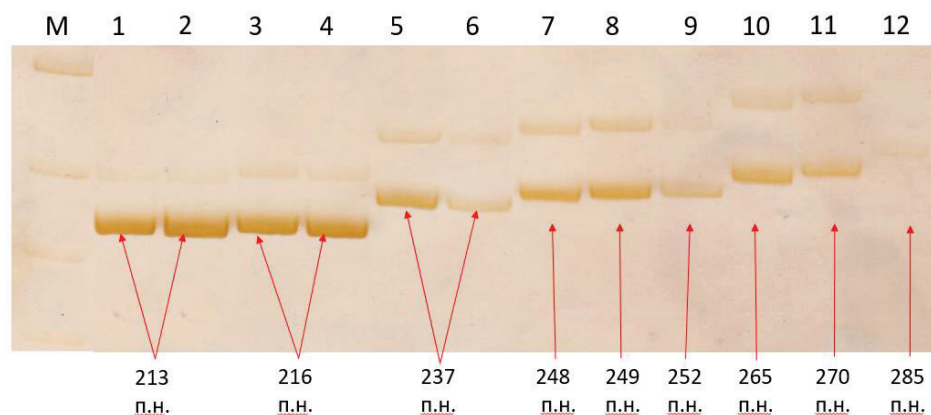 M 1 2 3 4 5 6 7 8 9 10 11 12
213 216 237 248 249 252 265 270 285
п.н. п.н. п.н. п.н. п.н. п.н. п.н. п.н. п.н.